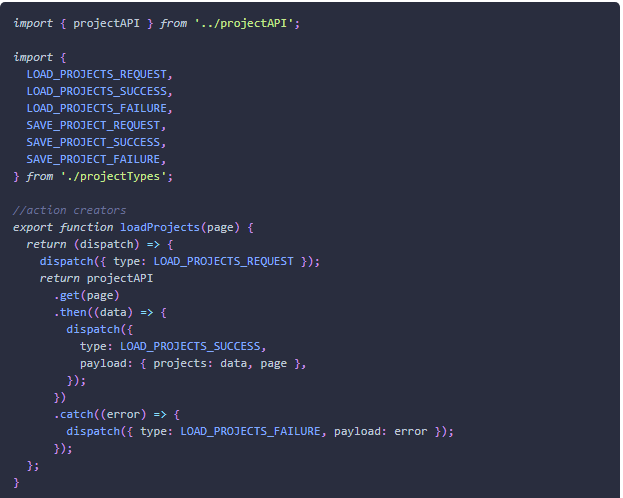 import { projectAPI } from '../projectAPI';
import {
  LOAD_PROJECTS_REQUEST,
  LOAD_PROJECTS_SUCCESS,
  LOAD_PROJECTS_FAILURE,
  SAVE_PROJECT_REQUEST,
  SAVE_PROJECT_SUCCESS,
  SAVE_PROJECT_FAILURE,
} from './projectTypes';
//action creators
export function loadProjects(page) {
  return (dispatch) => {
    dispatch({ type: LOAD_PROJECTS_REQUEST });
    return projectAPI
      .get(page)
      .then((data) => {
        dispatch({
          type: LOAD_PROJECTS_SUCCESS,
          payload: { projects: data, page },
        });
      })
      .catch((error) => {
        dispatch({ type: LOAD_PROJECTS_FAILURE, payload: error });
      });
  };
}